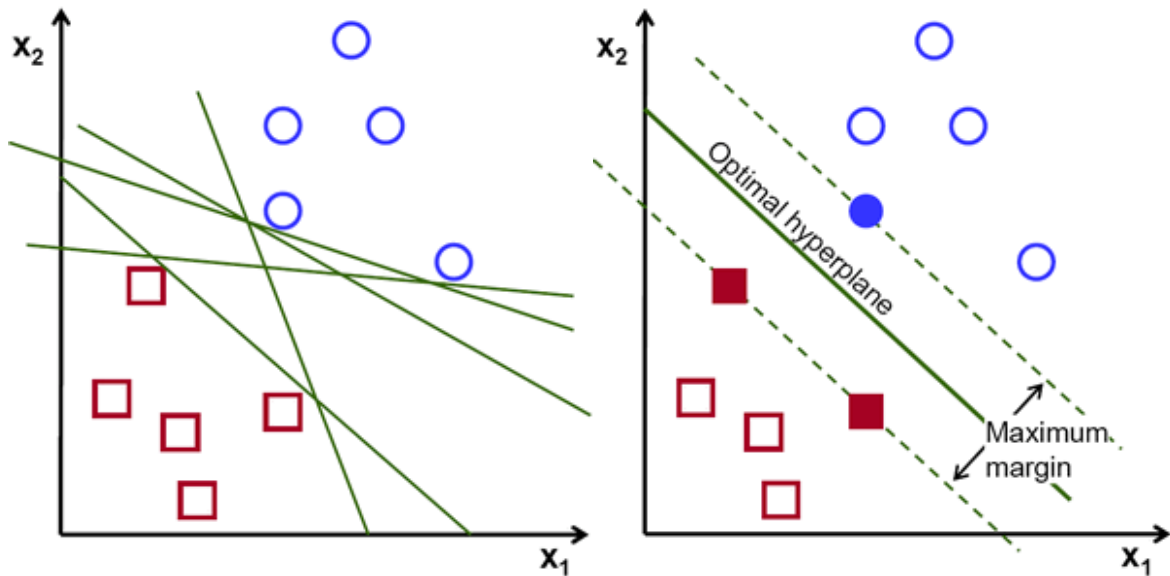 x₂
x₁
x₂
Optimal hyperplane
Maximum
margin
x₁